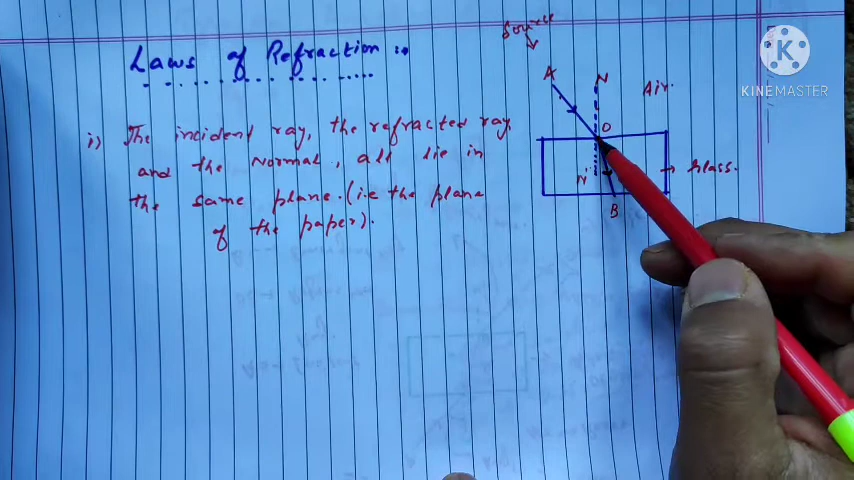 Laws of Refraction :-
i) The incident ray, the refracted ray,
and the Normal, all lie in
the same plane. (i.e the plane
of the paper).
Source
A
N
Air.
O
N'
Glass.
B
K
KINEMASTER